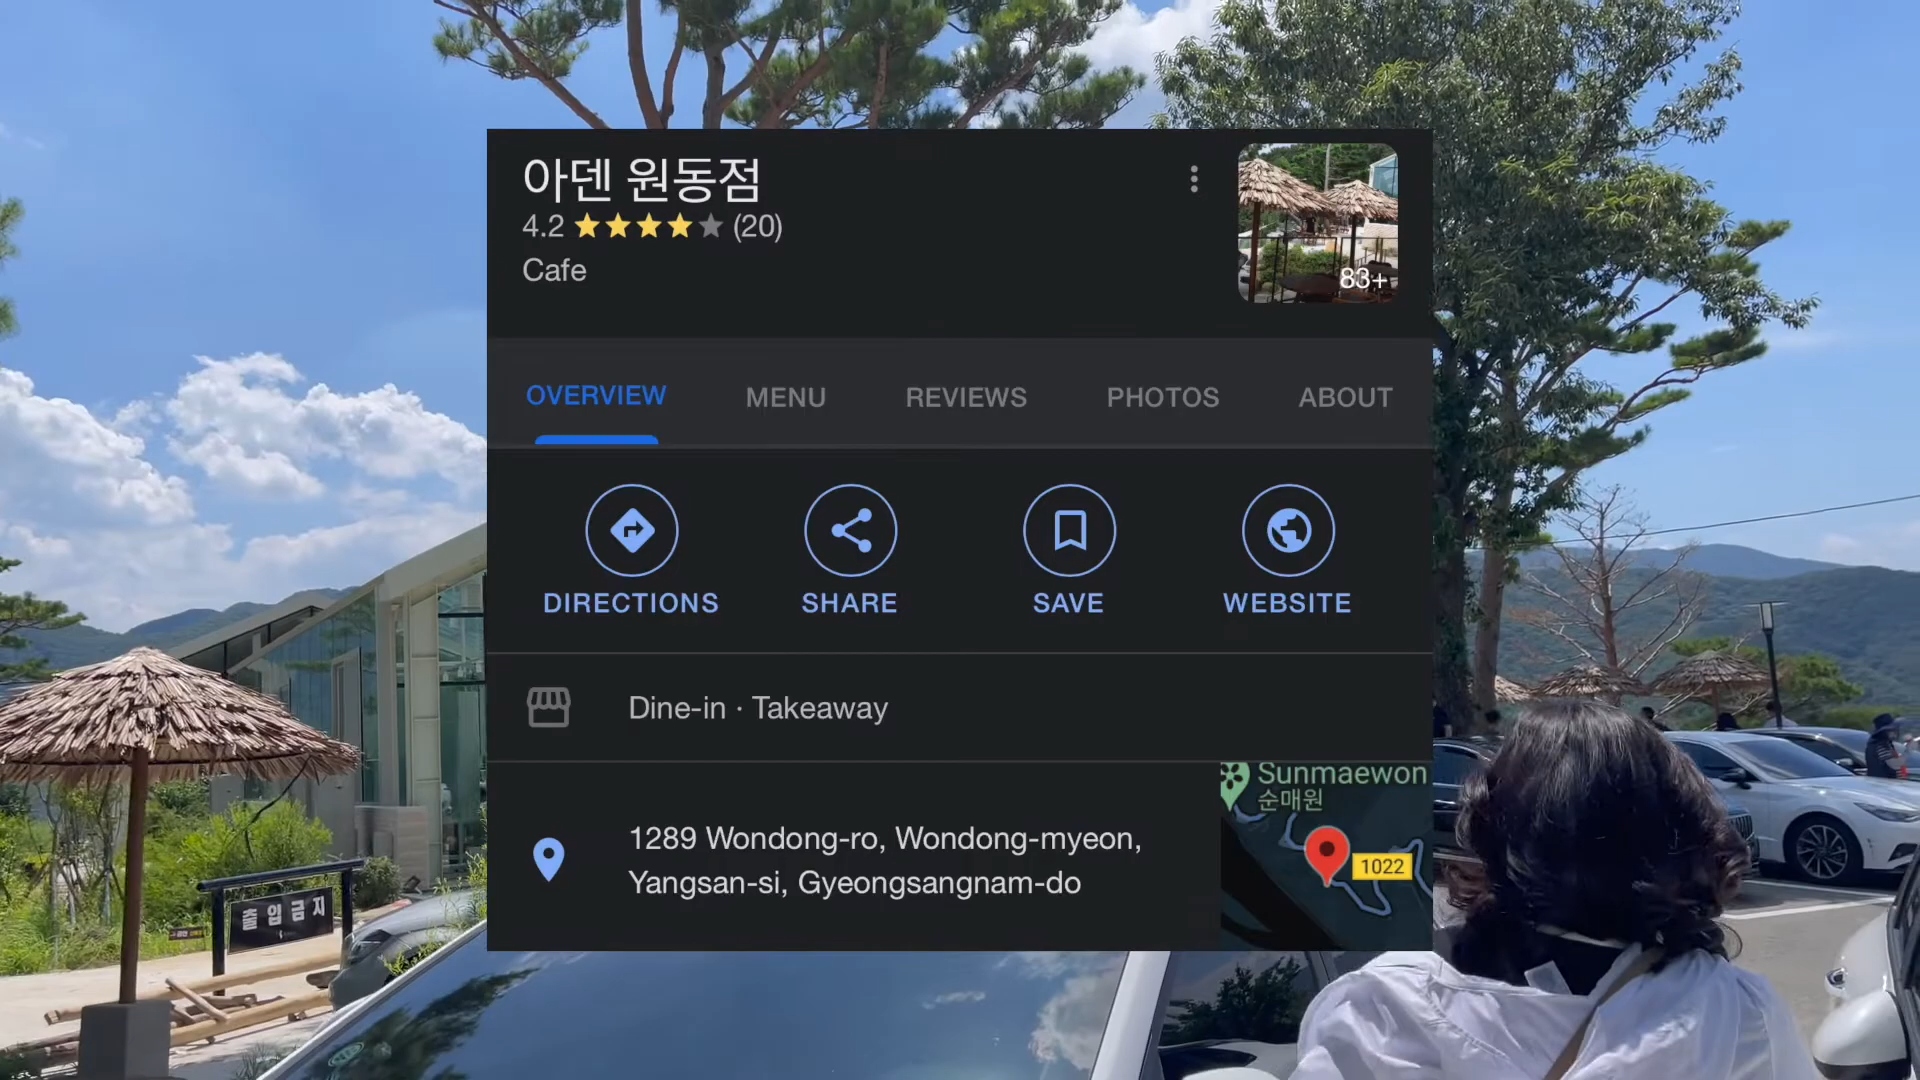 아덴 원동점
4.2 (20)
Cafe
83+
OVERVIEW MENU REVIEWS PHOTOS ABOUT
DIRECTIONS SHARE SAVE WEBSITE
Dine-in · Takeaway
1289 Wondong-ro, Wondong-myeon,
Yangsan-si, Gyeongsangnam-do
Sunmaewon
순매원
1022
출입금지